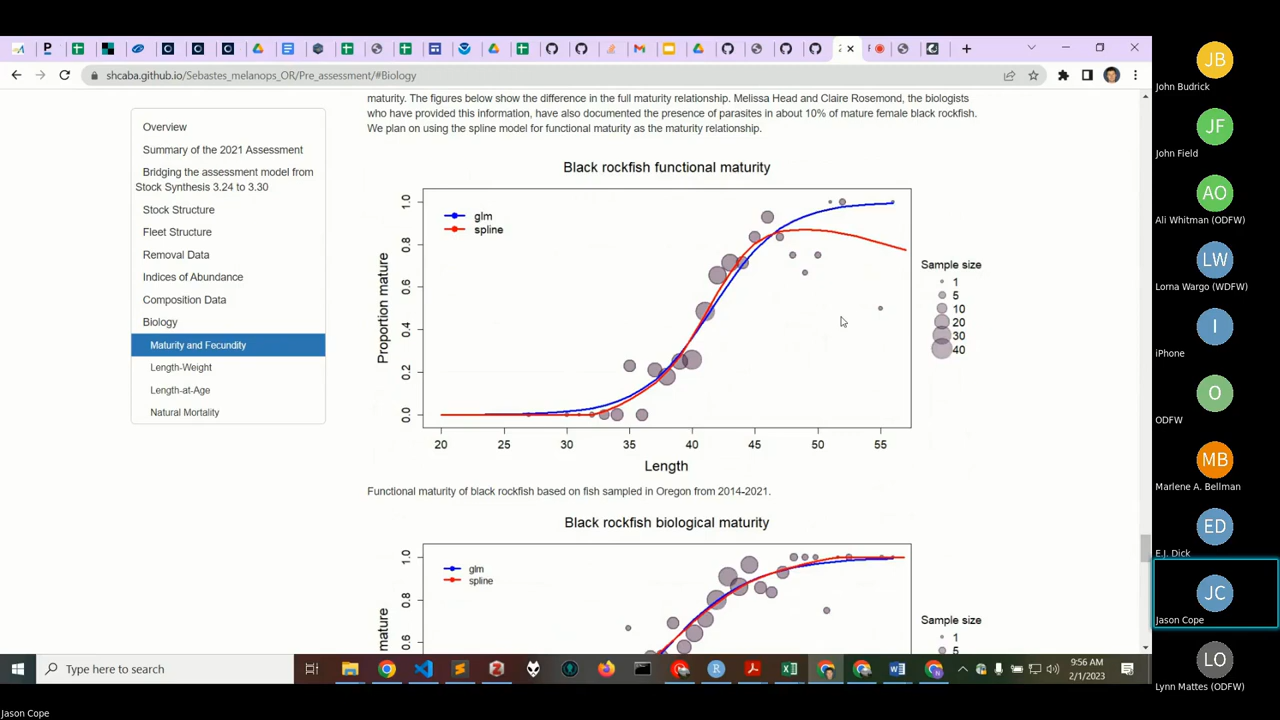 shcaba.github.io/Sebastes_melanops_OR/Pre_assessment/#Biology
Overview
Summary of the 2021 Assessment
Bridging the assessment model from
Stock Synthesis 3.24 to 3.30
Stock Structure
Fleet Structure
Removal Data
Indices of Abundance
Composition Data
Biology
Maturity and Fecundity
Length-Weight
Length-at-Age
Natural Mortality
maturity. The figures below show the difference in the full maturity relationship. Melissa Head and Claire Rosemond, the biologists
who have provided this information, have also documented the presence of parasites in about 10% of mature female black rockfish.
We plan on using the spline model for functional maturity as the maturity relationship.
Black rockfish functional maturity
glm
spline
Proportion mature
1.0
0.8
0.6
0.4
0.2
0.0
20 25 30 35 40 45 50 55
Length
Sample size
1
5
10
20
30
40
Functional maturity of black rockfish based on fish sampled in Oregon from 2014-2021.
Black rockfish biological maturity
glm
spline
mature
1.0
0.8
0.6
Sample size
1
5
Type here to search
9:56 AM
2/1/2023
JB
John Budrick
JF
John Field
AO
Ali Whitman (ODFW)
LW
Lorna Wargo (WDFW)
I
iPhone
O
ODFW
MB
Marlene A. Bellman
ED
E.J. Dick
JC
Jason Cope
LO
Lynn Mattes (ODFW)
Jason Cope